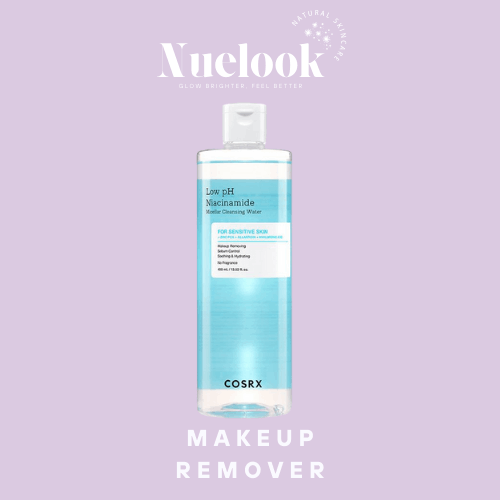 NATURAL SKINCARE
Nuelook
GLOW BRIGHTER FEEL BETTER
Low pH
Niacinamide
Micellar Cleansing Water
FOR SENSITIVE SKIN
Makeup Removing
Sebum Control
Soothing & Hydrating
No Fragrance
COSRX
MAKEUP
REMOVER